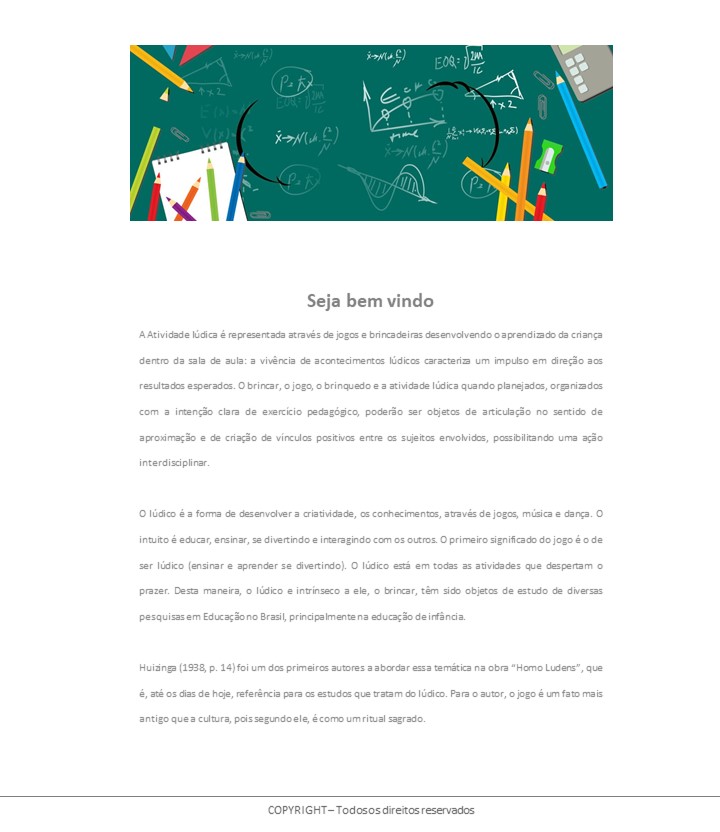 ẋ→N(
EOQ=
P=
E
x 2
time
Seja bem vindo
A Atividade lúdica é representada através de jogos e brincadeiras desenvolvendo o aprendizado da criança
dentro da sala de aula: a vivência de acontecimentos lúdicos caracteriza um impulso em direção aos
resultados esperados. O brincar, o jogo, o brinquedo e a atividade lúdica quando planejados, organizados
com a intenção clara de exercício pedagógico, poderão ser objetos de articulação no sentido de
aproximação e de criação de vínculos positivos entre os sujeitos envolvidos, possibilitando uma ação
interdisciplinar.
O lúdico é a forma de desenvolver a criatividade, os conhecimentos, através de jogos, música e dança. O
intuito é educar, ensinar, se divertindo e interagindo com os outros. O primeiro significado do jogo é o de
ser lúdico (ensinar e aprender se divertindo). O lúdico está em todas as atividades que despertam o
prazer. Desta maneira, o lúdico e intrínseco a ele, o brincar, têm sido objetos de estudo de diversas
pesquisas em Educação no Brasil, principalmente na educação de infância.
Huizinga (1938, p. 14) foi um dos primeiros autores a abordar essa temática na obra “Homo Ludens”, que
é, até os dias de hoje, referência para os estudos que tratam do lúdico. Para o autor, o jogo é um fato mais
antigo que a cultura, pois segundo ele, é como um ritual sagrado.
COPYRIGHT – Todos os direitos reservados